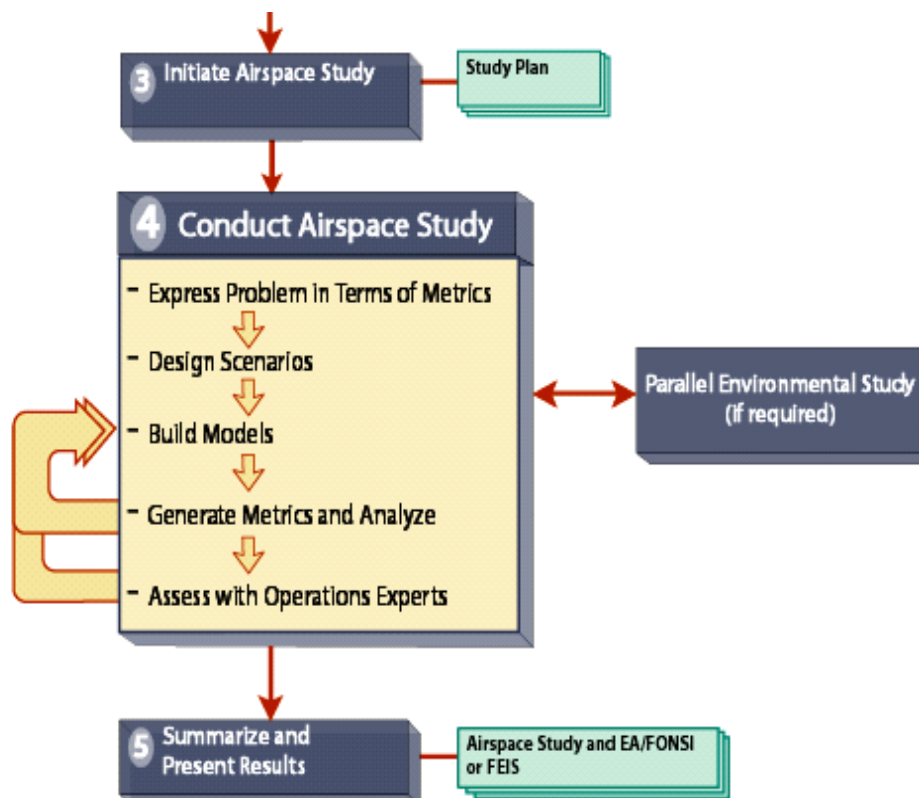 3 Initiate Airspace Study
Study Plan
4 Conduct Airspace Study
- Express Problem in Terms of Metrics
- Design Scenarios
- Build Models
- Generate Metrics and Analyze
- Assess with Operations Experts
Parallel Environmental Study
(if required)
5 Summarize and
Present Results
Airspace Study and EA/FONSI
or FEIS